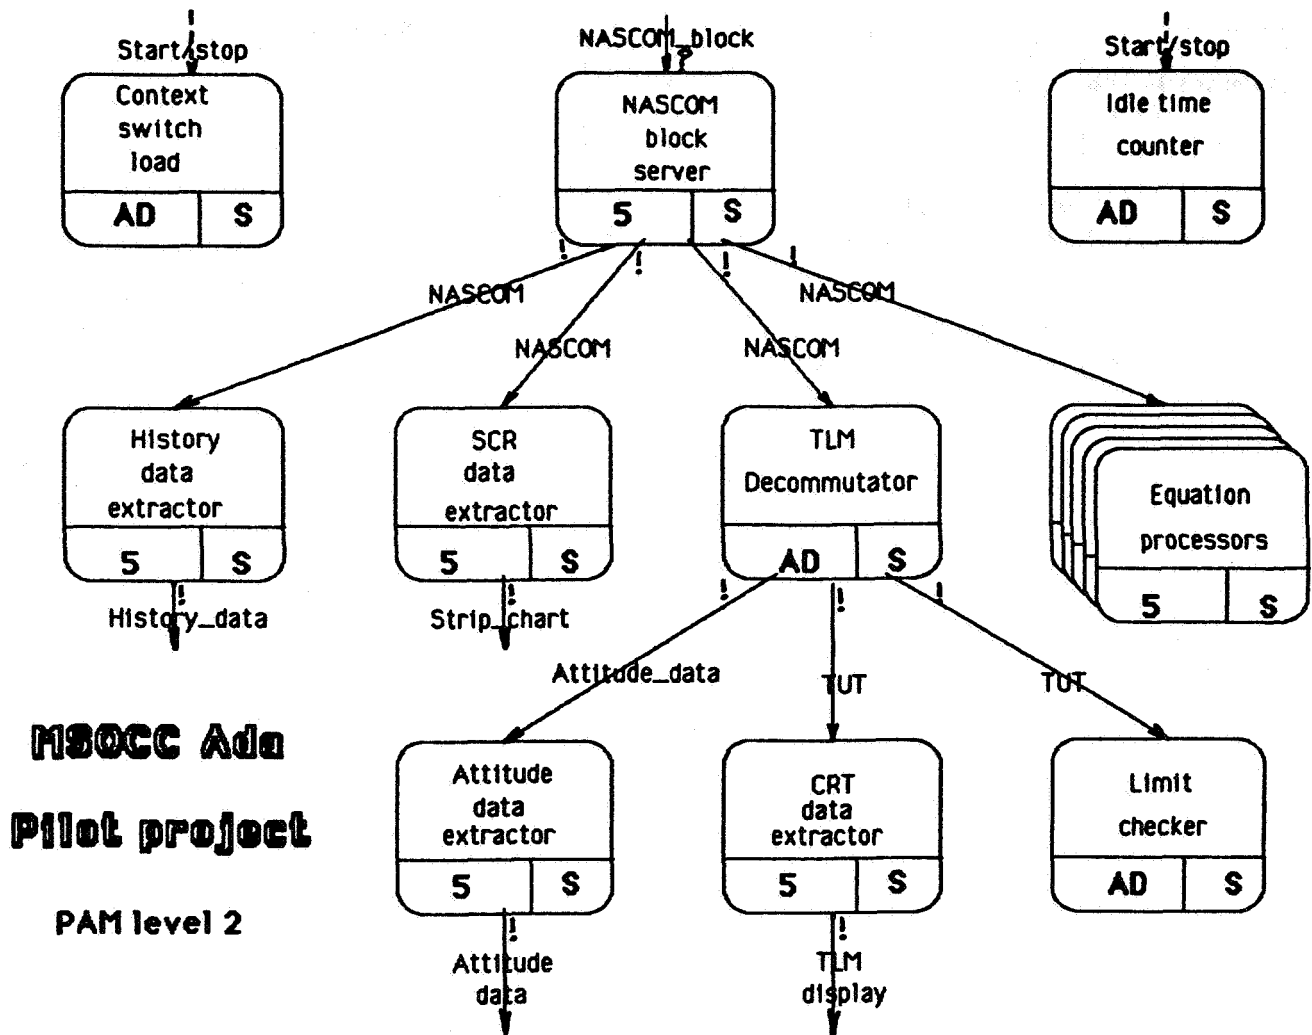 !
Start/stop
Context
switch
load
AD S
NASCOM_block
?
NASCOM
block
server
5 S
!
Start/stop
Idle time
counter
AD S
! ! ! !
NASCOM
NASCOM
NASCOM
NASCOM
History
data
extractor
5 S
!
History_data
SCR
data
extractor
5 S
!
Strip_chart
TLM
Decommutator
AD S
! ! !
Equation
processors
5 S
Attitude_data
TUT
TUT
MSOCC Ada
Pilot project
PAM level 2
Attitude
data
extractor
5 S
!
Attitude
data
CRT
data
extractor
5 S
!
TLM
display
Limit
checker
AD S